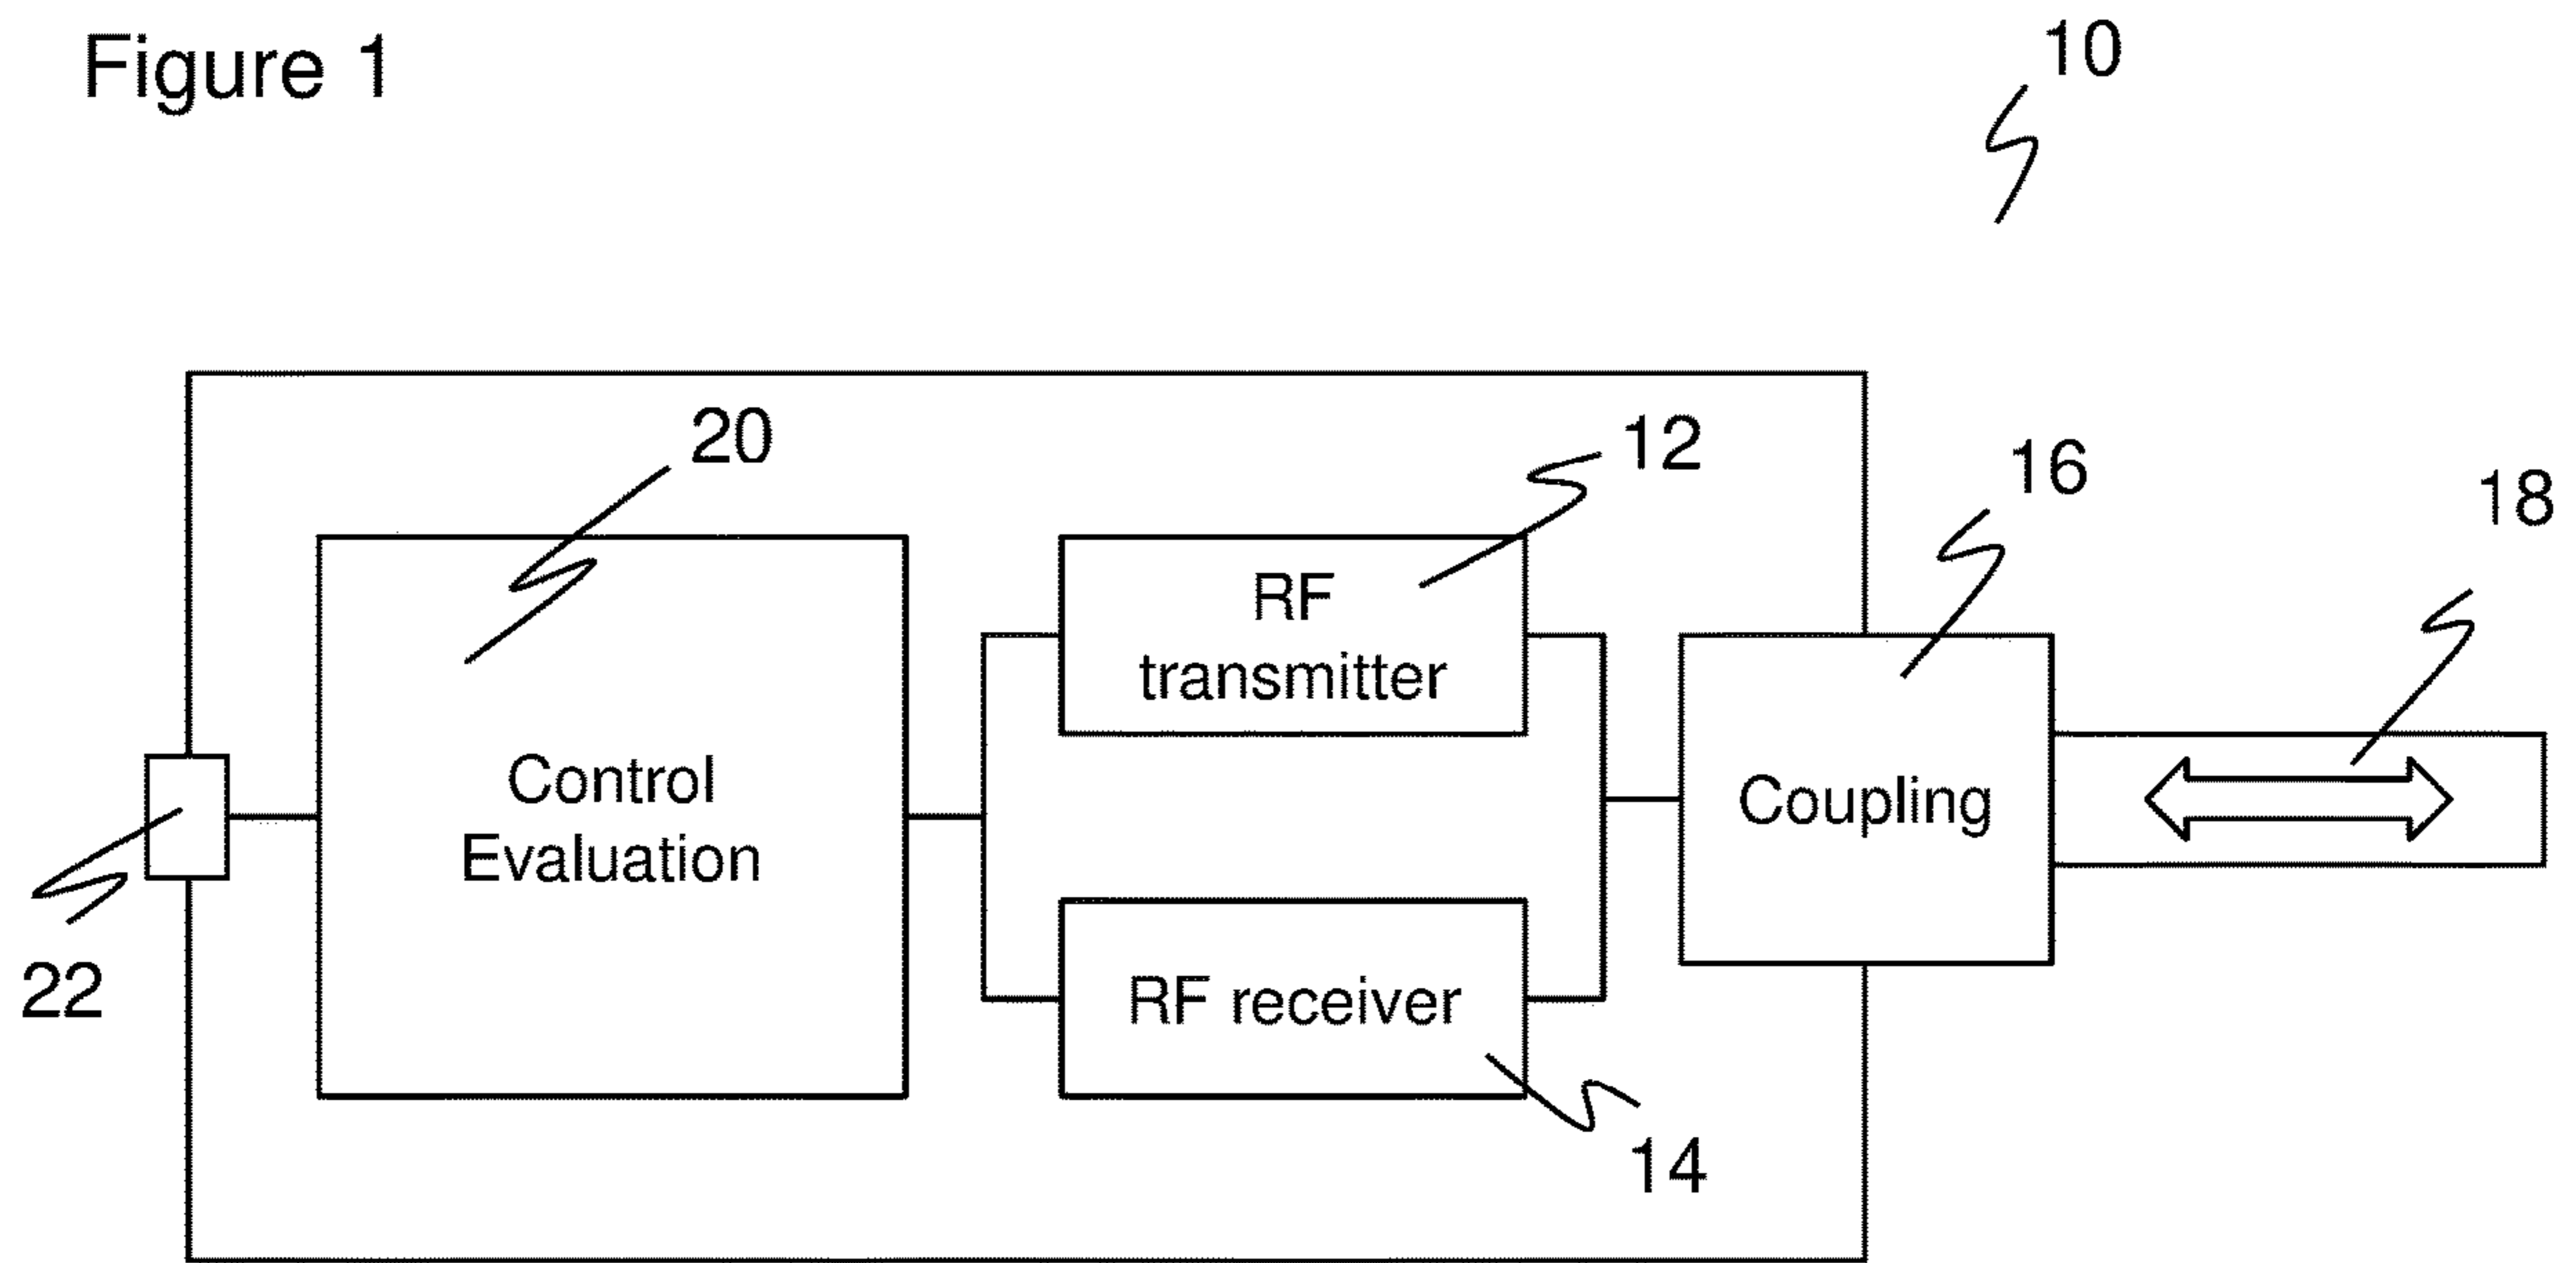 Figure 1
10
20
12
16
18
RF
transmitter
Control
Evaluation
Coupling
22
RF receiver
14